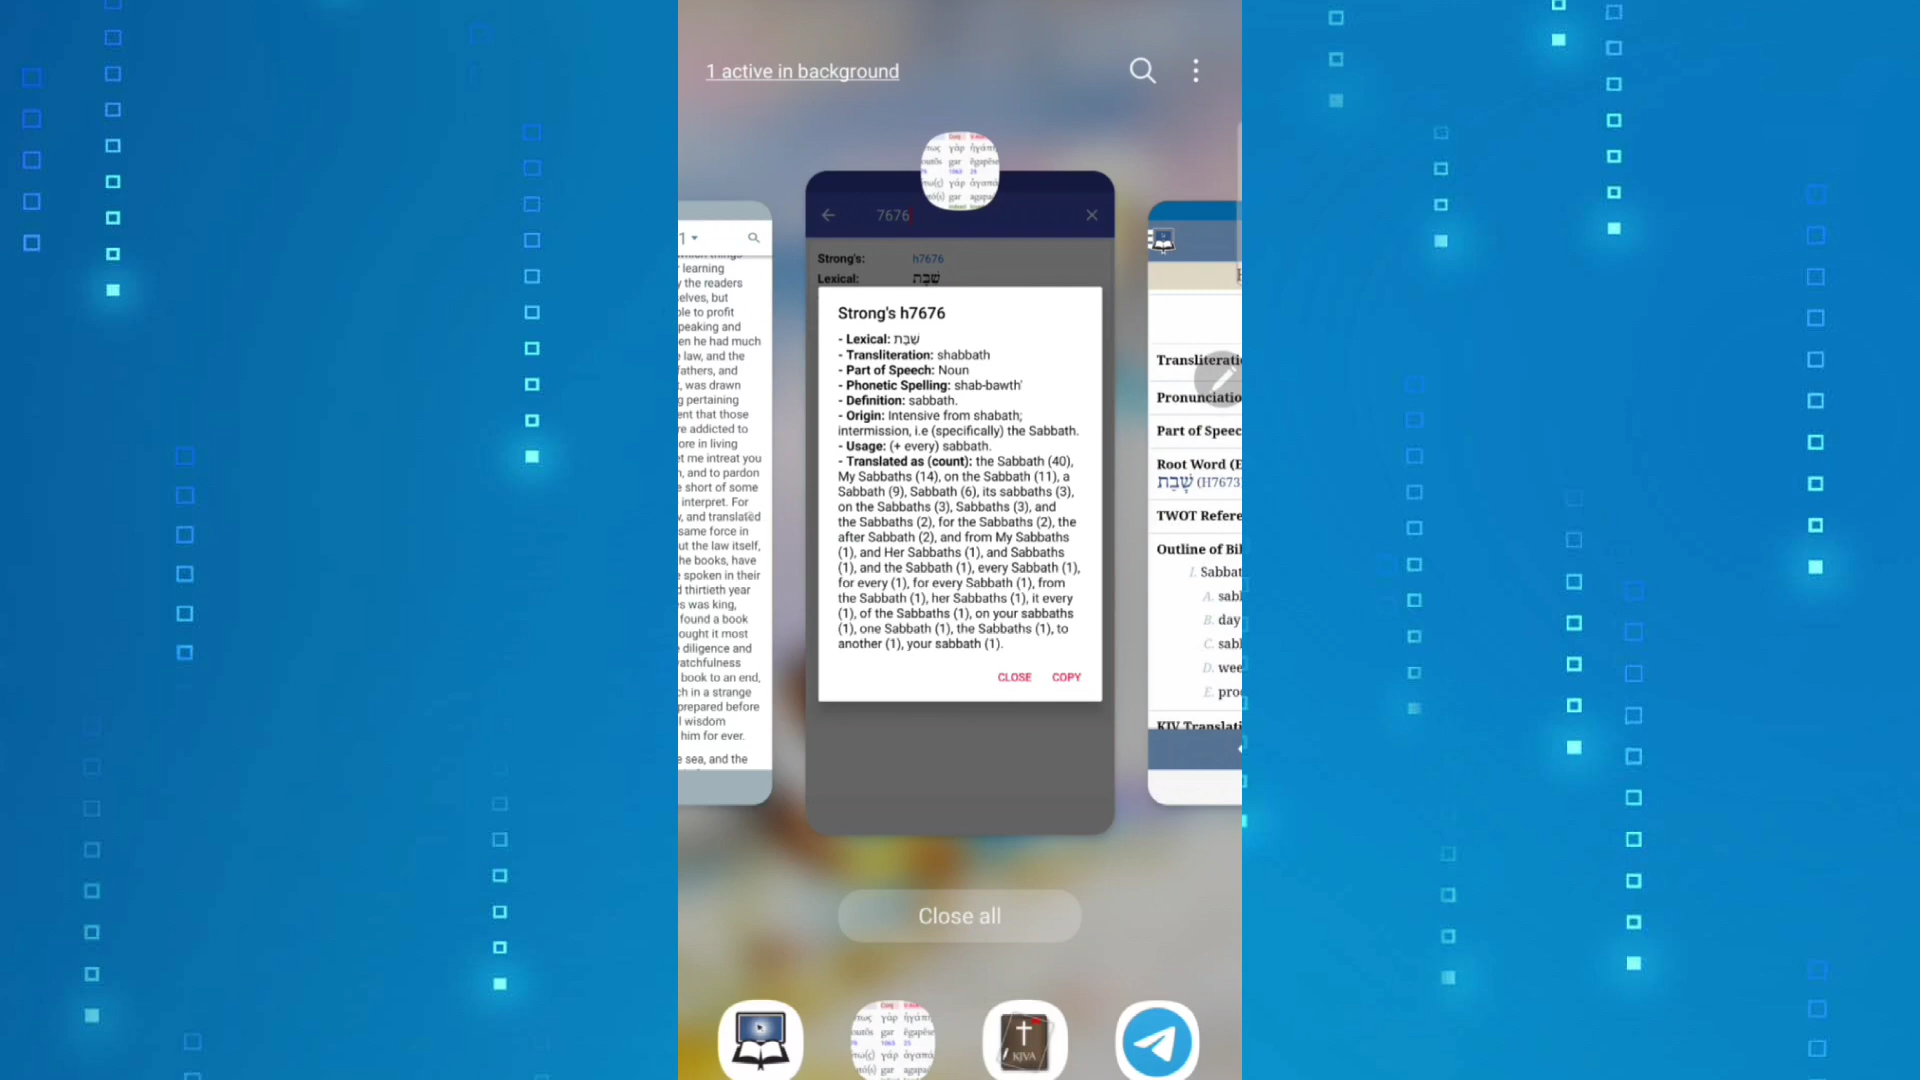 1 active in background
7676
Strong's: h7676
Lexical: שַׁבָּת
Strong's h7676
- Lexical: שַׁבָּת
- Transliteration: shabbath
- Part of Speech: Noun
- Phonetic Spelling: shab-bawth'
- Definition: sabbath.
- Origin: Intensive from shabath;
intermission, i.e (specifically) the Sabbath.
- Usage: (+ every) sabbath.
- Translated as (count): the Sabbath (40),
My Sabbaths (14), on the Sabbath (11), a
Sabbath (9), Sabbath (6), its sabbaths (3),
on the Sabbaths (3), Sabbaths (3), and
the Sabbaths (2), for the Sabbaths (2), the
after Sabbath (2), and from My Sabbaths
(1), and Her Sabbaths (1), and Sabbaths
(1), and the Sabbath (1), every Sabbath (1),
for every (1), for every Sabbath (1), from
the Sabbath (1), her Sabbaths (1), it every
(1), of the Sabbaths (1), on your sabbaths
(1), one Sabbath (1), the Sabbaths (1), to
another (1), your sabbath (1).
CLOSE COPY
1
learning
y the readers
elves, but
ble to profit
peaking and
en he had much
e law, and the
fathers, and
t, was drawn
g pertaining
ent that those
re addicted to
ore in living
et me intreat you
n, and to pardon
e short of some
interpret. For
v, and translated
same force in
ut the law itself,
he books, have
e spoken in their
d thirtieth year
s was king,
found a book
ought it most
e diligence and
watchfulness
book to an end,
ch in a strange
prepared before
l wisdom
him for ever.
e sea, and the
Transliterati
Pronunciatio
Part of Speec
Root Word (E
שָׁבַת (H7673
TWOT Refere
Outline of Bil
I. Sabbat
A. sabl
B. day
C. sabl
D. wee
E. pro
KJV Translati
Close all
KJVA